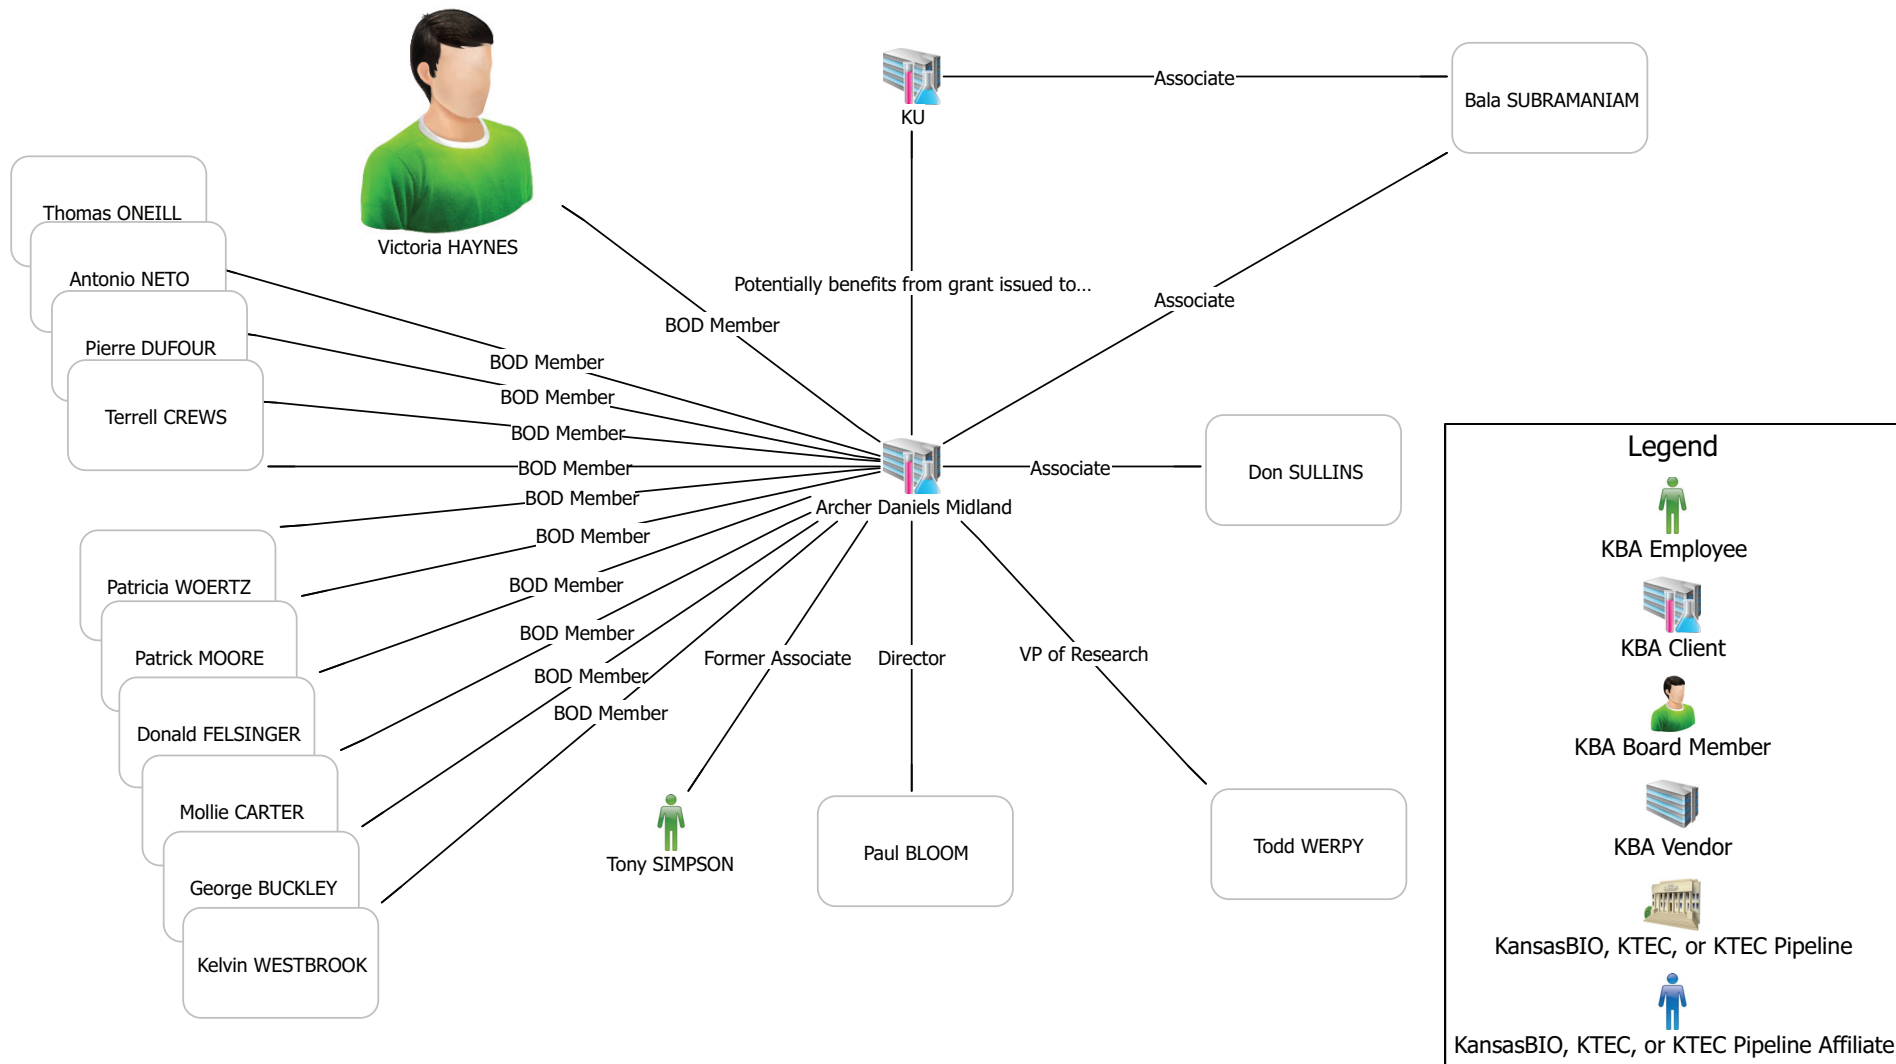 KU
Associate
Bala SUBRAMANIAM
Victoria HAYNES
Thomas ONEILL
Antonio NETO
Pierre DUFOUR
Terrell CREWS
Potentially benefits from grant issued to...
BOD Member
Associate
BOD Member
BOD Member
BOD Member
BOD Member
BOD Member
BOD Member
BOD Member
BOD Member
BOD Member
BOD Member
Archer Daniels Midland
Associate
Don SULLINS
Patricia WOERTZ
Patrick MOORE
Donald FELSINGER
Mollie CARTER
George BUCKLEY
Kelvin WESTBROOK
Former Associate
Director
VP of Research
Tony SIMPSON
Paul BLOOM
Todd WERPY
Legend
KBA Employee
KBA Client
KBA Board Member
KBA Vendor
KansasBIO, KTEC, or KTEC Pipeline
KansasBIO, KTEC, or KTEC Pipeline Affiliate